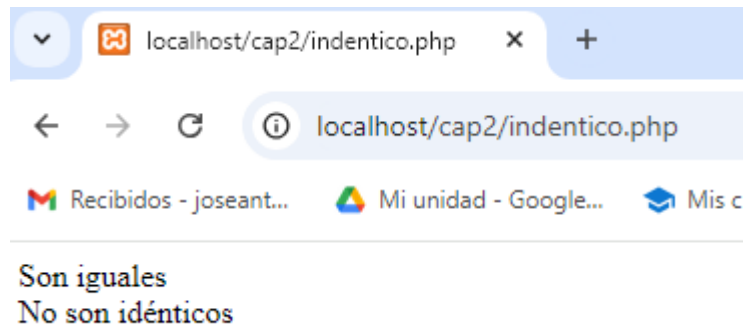 localhost/cap2/indentico.php
localhost/cap2/indentico.php
Recibidos - joseant... Mi unidad - Google... Mis c
Son iguales
No son idénticos